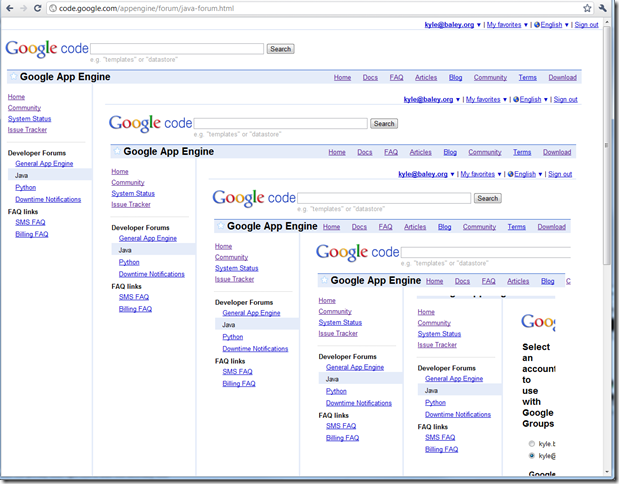 code.google.com/appengine/forum/java-forum.html
kyle@baley.org ▼ | My favorites ▼ | English ▼ | Sign out
Google code Search
e.g. "templates" or "datastore"
Google App Engine Home Docs FAQ Articles Blog Community Terms Download
Home
Community
System Status
Issue Tracker
Developer Forums
General App Engine
Java
Python
Downtime Notifications
FAQ links
SMS FAQ
Billing FAQ
kyle@baley.org ▼ | My favorites ▼ | English ▼ | Sign out
Google code Search
e.g. "templates" or "datastore"
Google App Engine Home Docs FAQ Articles Blog Community Terms Download
Home
Community
System Status
Issue Tracker
Developer Forums
General App Engine
Java
Python
Downtime Notifications
FAQ links
SMS FAQ
Billing FAQ
kyle@baley.org ▼ | My favorites ▼ | English ▼ | Sign out
Google code Search
e.g. "templates" or "datastore"
Google App Engine Home Docs FAQ Articles Blog Community Terms Download
Home
Community
System Status
Issue Tracker
Developer Forums
General App Engine
Java
Python
Downtime Notifications
FAQ links
SMS FAQ
Billing FAQ
Google code
e.g. "templates" or "datastore"
Google App Engine Home Docs FAQ Articles Blog Community Terms Download C
Home
Community
System Status
Issue Tracker
Developer Forums
General App Engine
Java
Python
Downtime Notifications
FAQ links
SMS FAQ
Billing FAQ
Home
Community
System Status
Issue Tracker
Developer Forums
General App Engine
Java
Python
Downtime Notifications
FAQ links
SMS FAQ
Billing FAQ
Goo
Select
an
account
to
use
with
Google
Groups
kyle.b
kyle@
Google